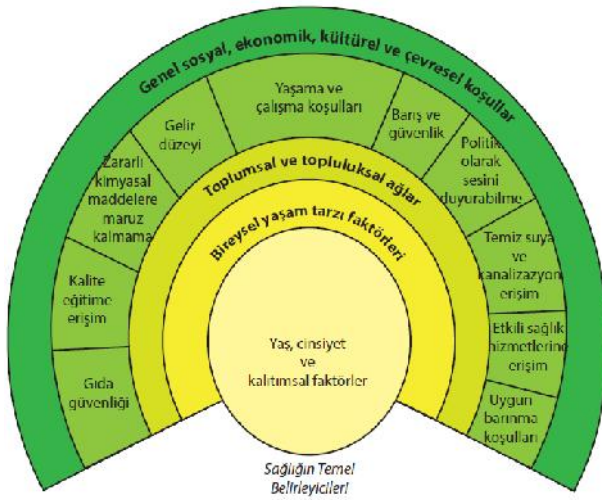 Genel sosyal, ekonomik, kültürel ve çevresel koşullar
Yaşama ve
çalışma koşulları
Gelir
düzeyi
Barış ve
güvenlik
Zararlı
kimyasal
maddelere
maruz
kalmama
Politik
olarak
sesini
duyurabilme
Toplumsal ve topluluksal ağlar
Bireysel yaşam tarzı faktörleri
Kalite
eğitime
erişim
Temiz suya
ve
kanalizasyon
erişim
Gıda
güvenliği
Etkili sağlık
hizmetlerine
erişim
Uygun
barınma
koşulları
Yaş, cinsiyet
ve
kalıtımsal faktörler
Sağlığın Temel
Belirleyicileri